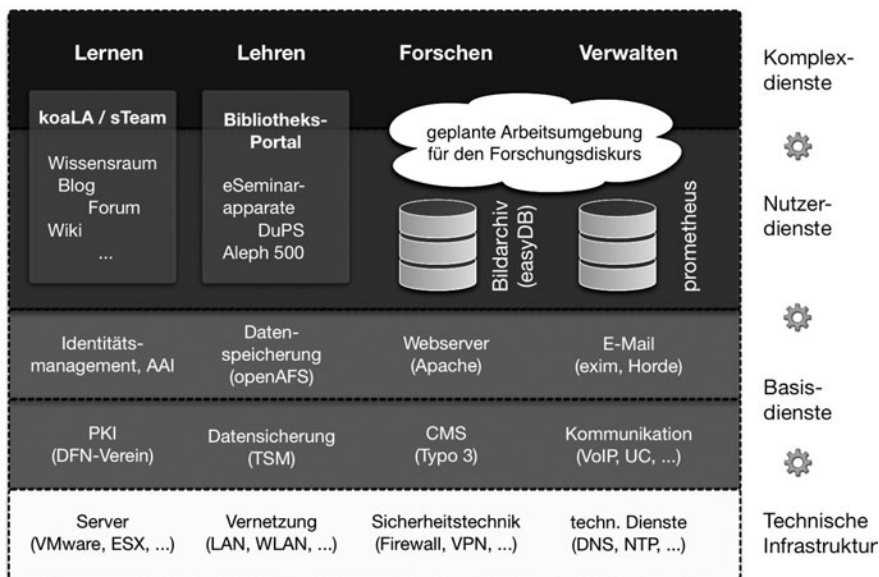 Lernen
Lehren
Forschen
Verwalten
Komplex-
dienste
koaLA / sTeam
Wissensraum
Blog
Forum
Wiki
...
Bibliotheks-
Portal
eSeminar-
apparate
DuPS
Aleph 500
geplante Arbeitsumgebung
für den Forschungsdiskurs
Bildarchiv
(easyDB)
prometheus
Nutzer-
dienste
Identitäts-
management, AAI
Daten-
speicherung
(openAFS)
Webserver
(Apache)
E-Mail
(exim, Horde)
Basis-
dienste
PKI
(DFN-Verein)
Datensicherung
(TSM)
CMS
(Typo 3)
Kommunikation
(VoIP, UC, ...)
Server
(VMware, ESX, ...)
Vernetzung
(LAN, WLAN, ...)
Sicherheitstechnik
(Firewall, VPN, ...)
techn. Dienste
(DNS, NTP, ...)
Technische
Infrastruktur